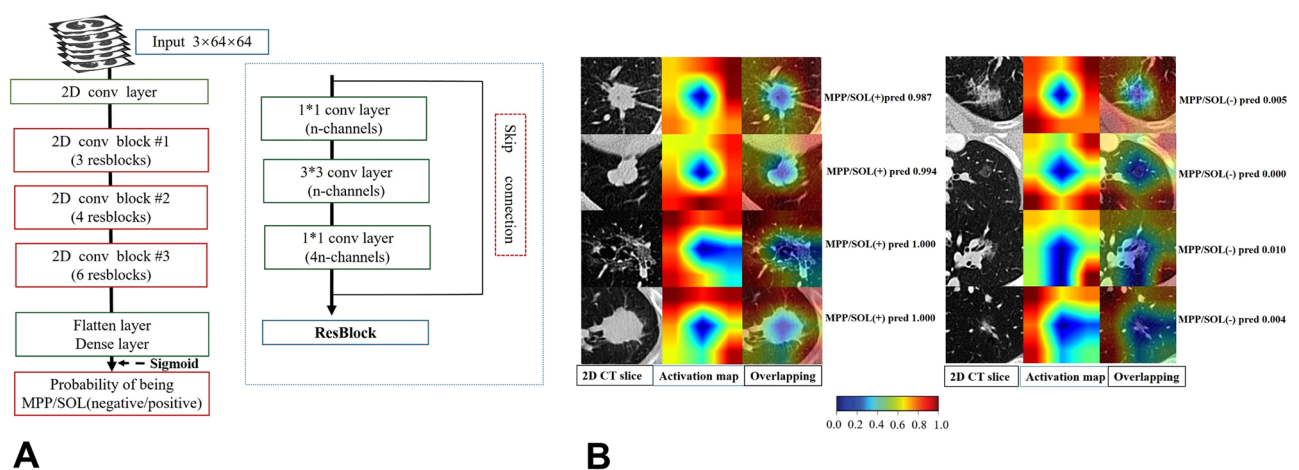 Input 3×64×64
2D conv layer
2D conv block #1
(3 resblocks)
2D conv block #2
(4 resblocks)
2D conv block #3
(6 resblocks)
Flatten layer
Dense layer
Sigmoid
Probability of being
MPP/SOL(negative/positive)
1*1 conv layer
(n-channels)
3*3 conv layer
(n-channels)
1*1 conv layer
(4n-channels)
ResBlock
Skip connection
A
MPP/SOL(+)pred 0.987
MPP/SOL(+) pred 0.994
MPP/SOL(+) pred 1.000
MPP/SOL(+) pred 1.000
2D CT slice
Activation map
Overlapping
MPP/SOL(-) pred 0.005
MPP/SOL(-) pred 0.000
MPP/SOL(-) pred 0.010
MPP/SOL(-) pred 0.004
2D CT slice
Activation map
Overlapping
0.0 0.2 0.4 0.6 0.8 1.0
B